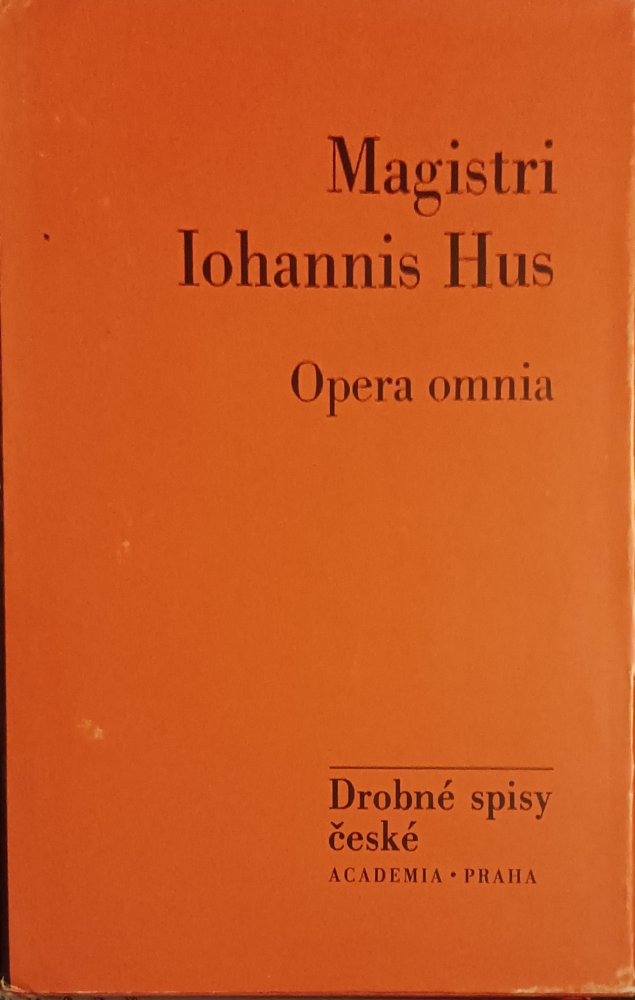 Magistri
Iohannis Hus
Opera omnia
Drobné spisy
české
ACADEMIA • PRAHA